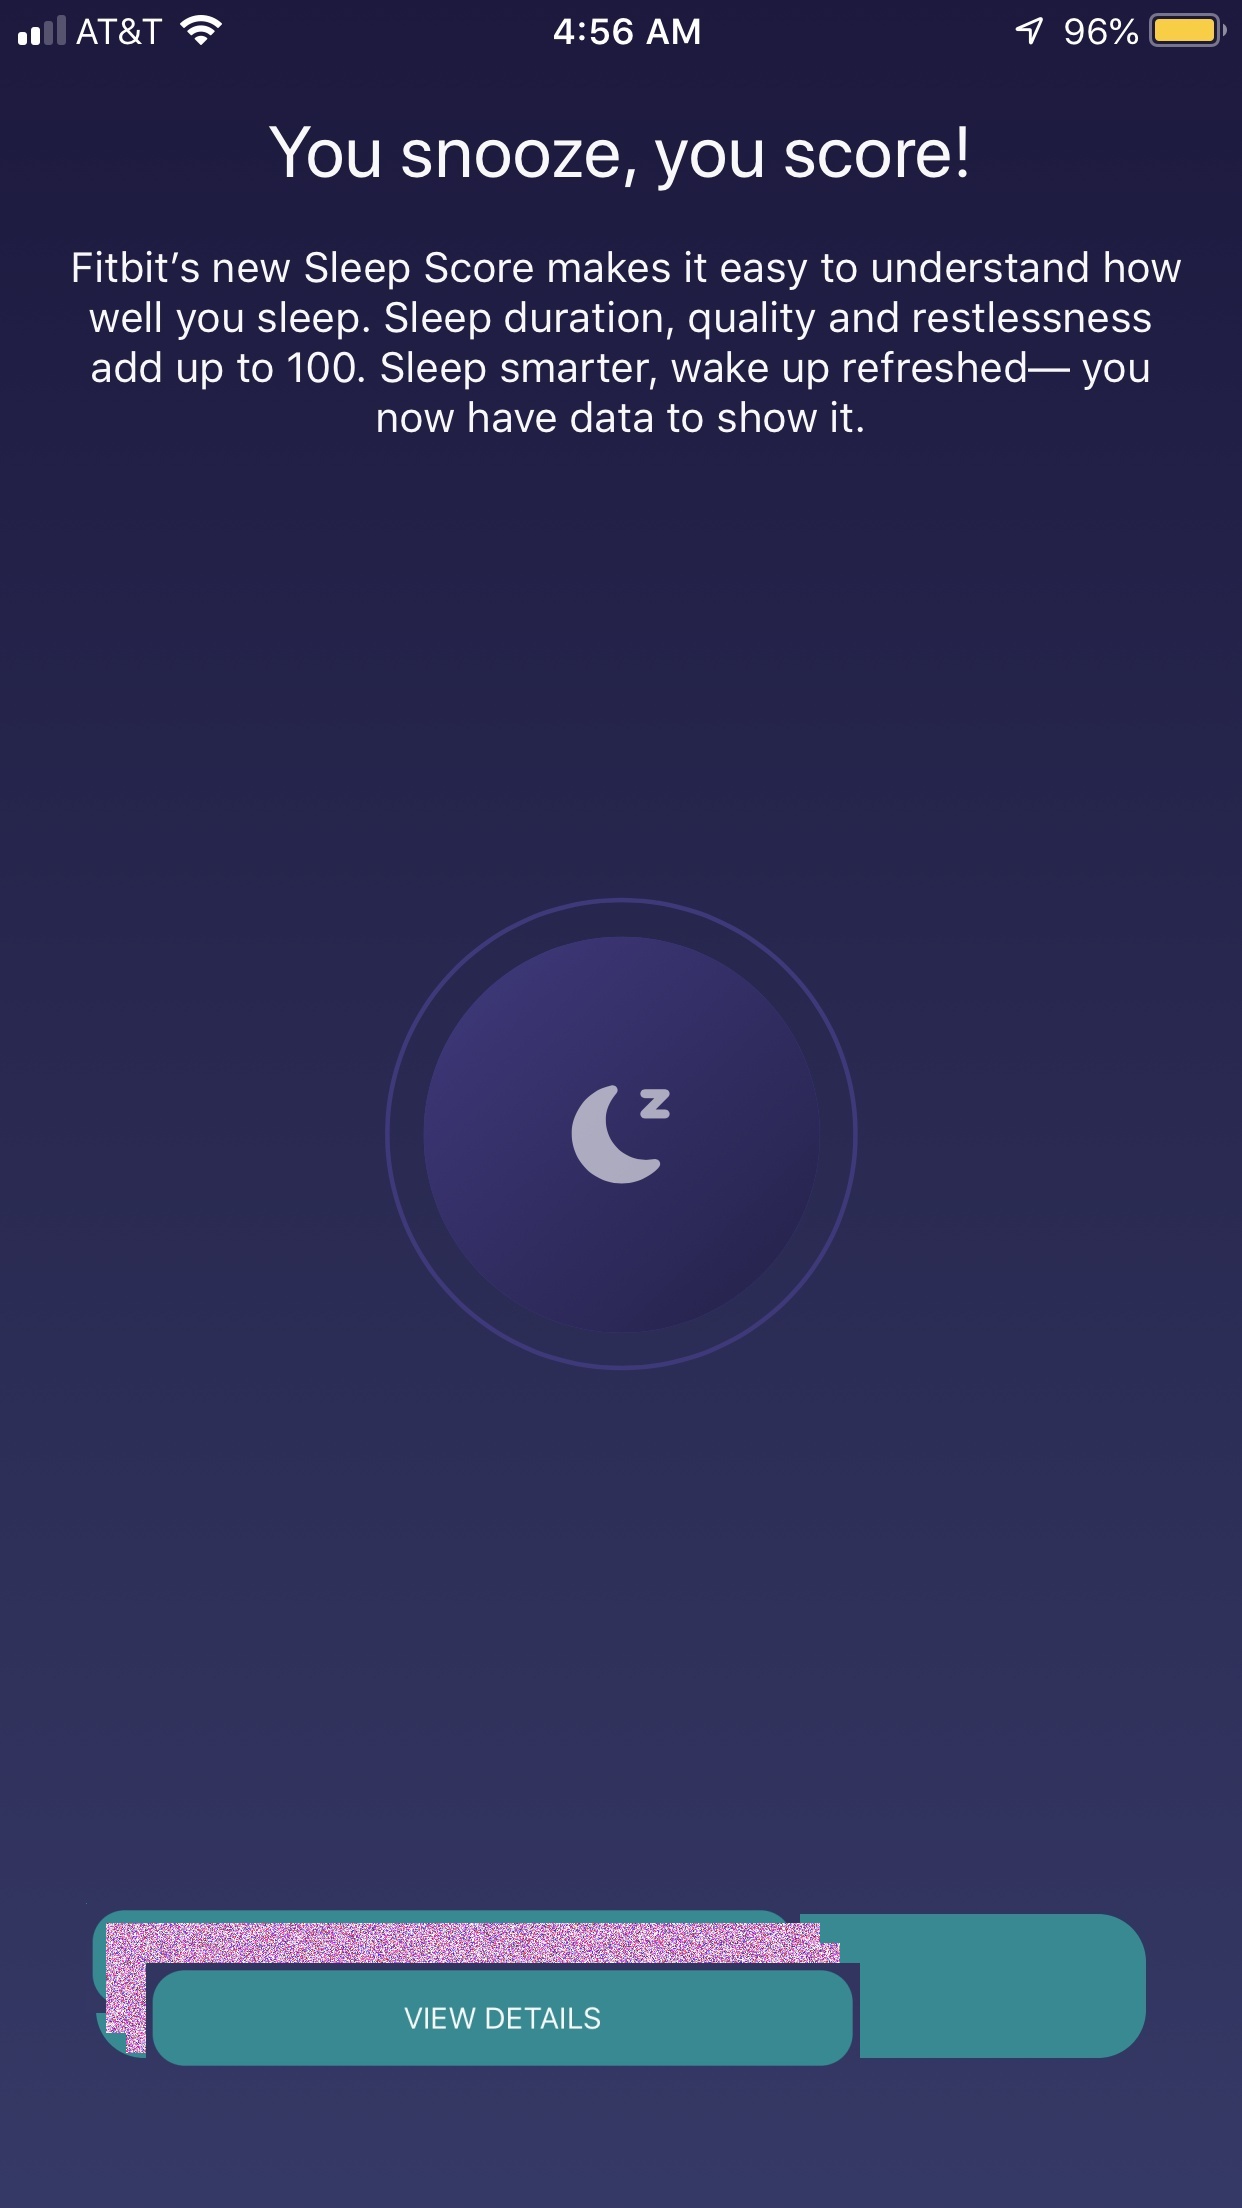 AT&T 4:56 AM 96%
You snooze, you score!
Fitbit’s new Sleep Score makes it easy to understand how
well you sleep. Sleep duration, quality and restlessness
add up to 100. Sleep smarter, wake up refreshed— you
now have data to show it.
VIEW DETAILS